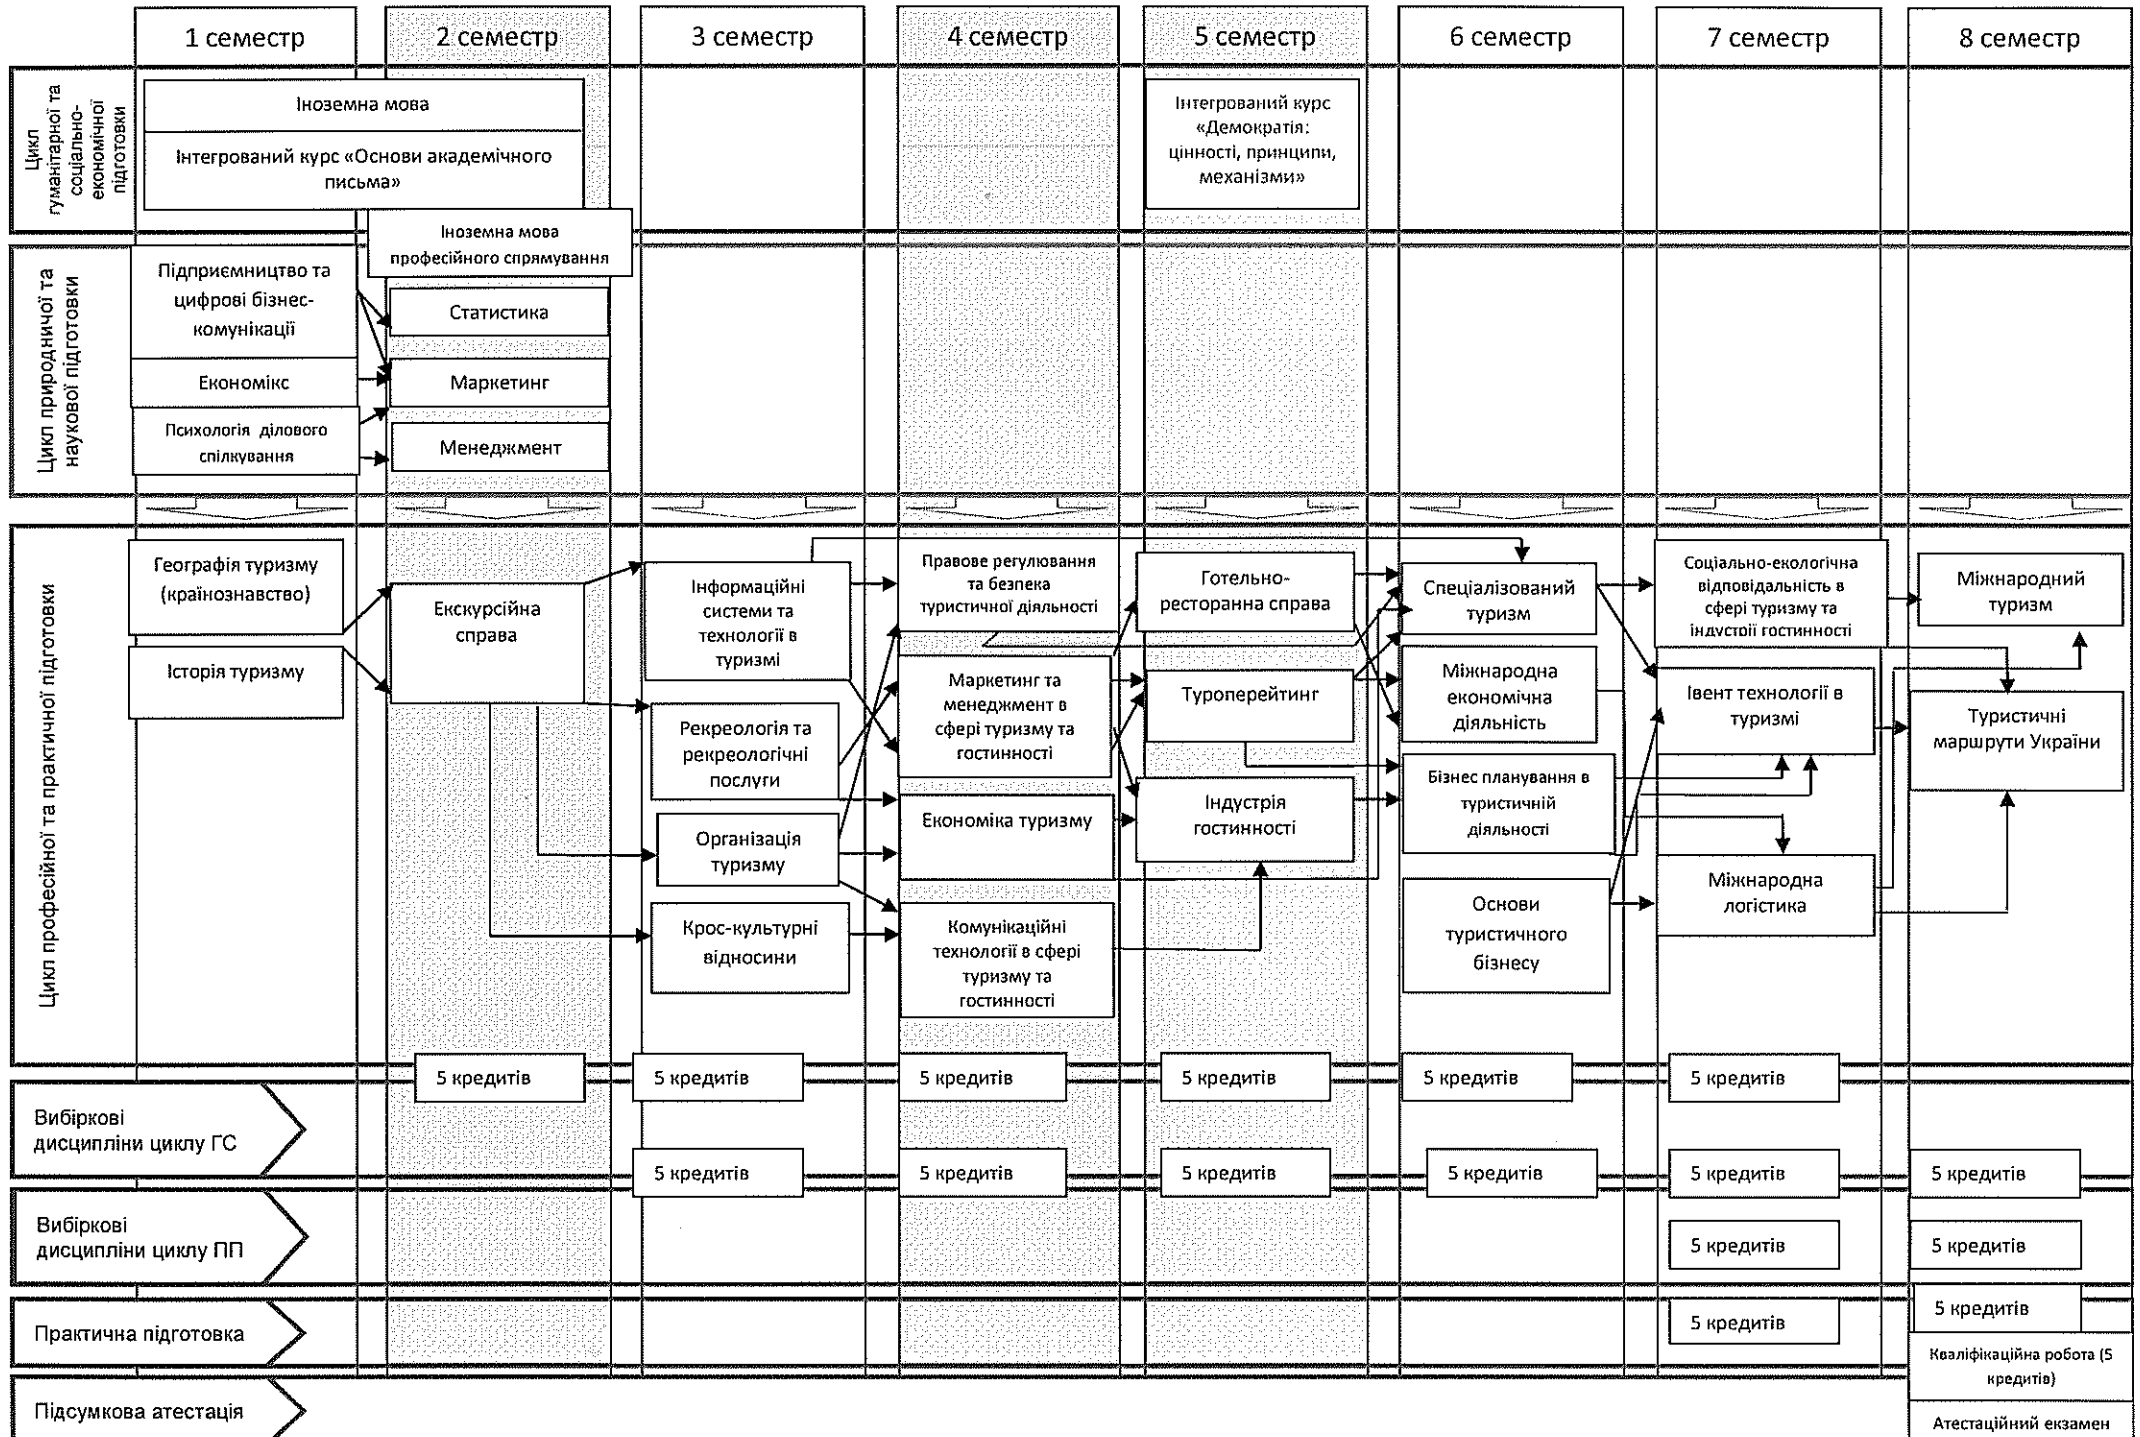 1 семестр
2 семестр
3 семестр
4 семестр
5 семестр
6 семестр
7 семестр
8 семестр
Цикл
гуманітарної та
соціально-
економічної
підготовки
Іноземна мова
Інтегрований курс «Основи академічного
письма»
Інтегрований курс
«Демократія:
цінності, принципи,
механізми»
Іноземна мова
професійного спрямування
Цикл природничої та
наукової підготовки
Підприємництво та
цифрові бізнес-
комунікації
Економікс
Психологія ділового
спілкування
Статистика
Маркетинг
Менеджмент
Цикл професійної та практичної підготовки
Географія туризму
(країнознавство)
Історія туризму
Екскурсійна
справа
Інформаційні
системи та
технології в
туризмі
Рекреологія та
рекреологічні
послуги
Організація
туризму
Крос-культурні
відносини
Правове регулювання
та безпека
туристичної діяльності
Маркетинг та
менеджмент в
сфері туризму та
гостинності
Економіка туризму
Комунікаційні
технології в сфері
туризму та
гостинності
Готельно-
ресторанна справа
Туроперейтинг
Індустрія
гостинності
Спеціалізований
туризм
Міжнародна
економічна
діяльність
Бізнес планування в
туристичній
діяльності
Основи
туристичного
бізнесу
Соціально-екологічна
відповідальність в
сфері туризму та
індустрії гостинності
Івент технології в
туризмі
Міжнародна
логістика
Міжнародний
туризм
Туристичні
маршрути України
5 кредитів
5 кредитів
5 кредитів
5 кредитів
5 кредитів
5 кредитів
Вибіркові
дисципліни циклу ГС
5 кредитів
5 кредитів
5 кредитів
5 кредитів
5 кредитів
5 кредитів
Вибіркові
дисципліни циклу ПП
5 кредитів
5 кредитів
Практична підготовка
5 кредитів
5 кредитів
Кваліфікаційна робота (5
кредитів)
Підсумкова атестація
Атестаційний екзамен